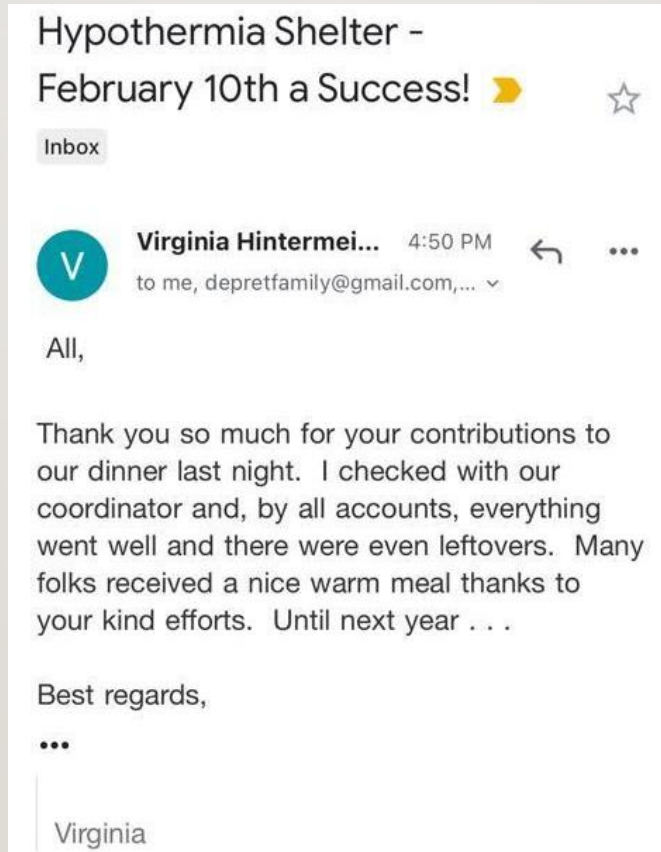 Hypothermia Shelter -
February 10th a Success!
Inbox
V
Virginia Hintermei... 4:50 PM
to me, depretfamily@gmail.com,...
All,
Thank you so much for your contributions to
our dinner last night. I checked with our
coordinator and, by all accounts, everything
went well and there were even leftovers. Many
folks received a nice warm meal thanks to
your kind efforts. Until next year . . .
Best regards,
•••
Virginia